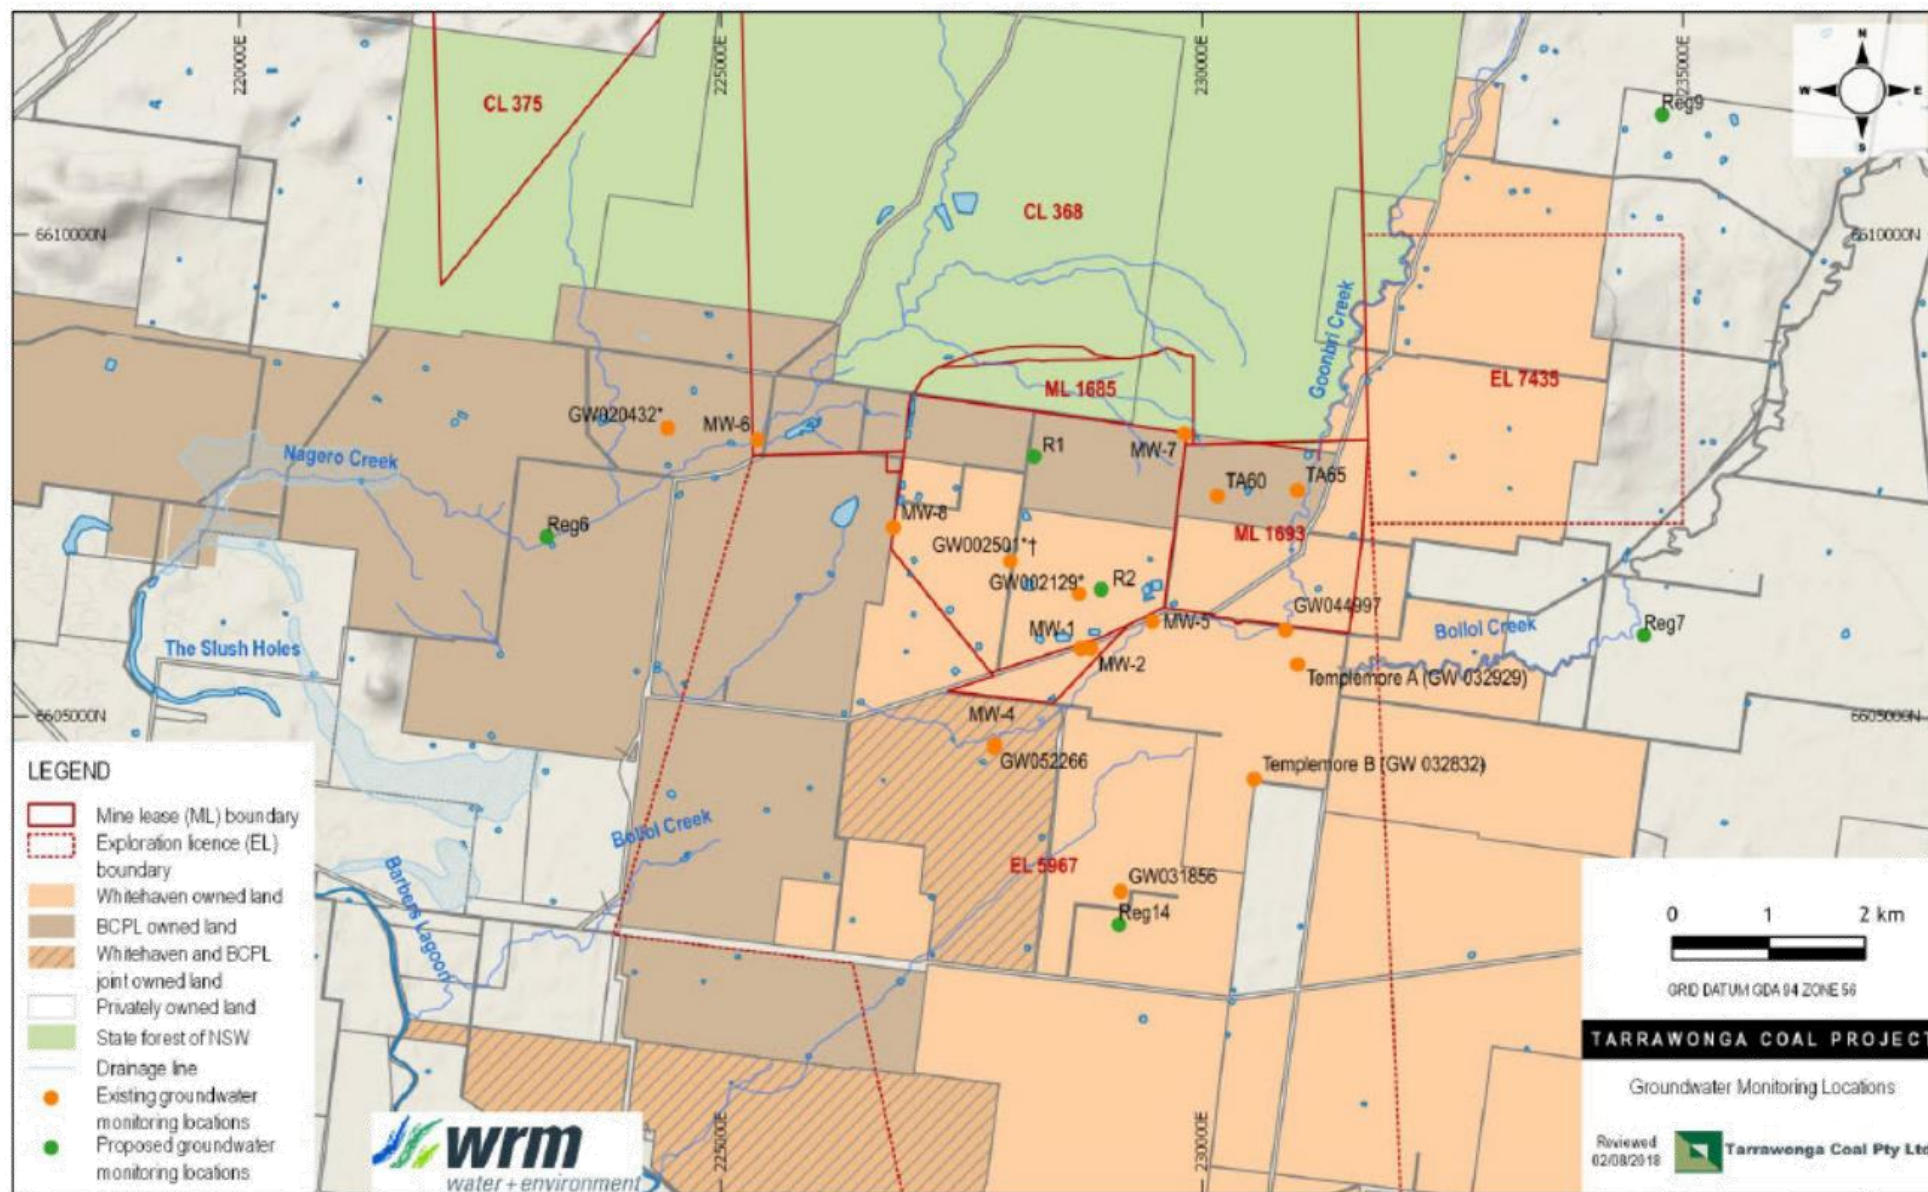 220000E
225000E
230000E
235000E
N
W
E
S
CL 375
Reg9
CL 368
6610000N
6610000N
Goonbri Creek
ML 1685
EL 7435
GW020432*
MW-6
R1
MW-7
Nagero Creek
TA60
TA65
Reg6
MW-8
ML 1693
GW002501*†
GW002129*
R2
GW044997
MW-1
MW-5
Bollol Creek
Reg7
The Slush Holes
MW-2
Templemore A (GW 032929)
MW-4
6605000N
6605000N
GW052266
Templemore B (GW 032832)
Bollol Creek
EL 5967
GW031856
Reg14
Barbers Lagoon
LEGEND
Mine lease (ML) boundary
Exploration licence (EL)
boundary
Whitehaven owned land
BCPL owned land
Whitehaven and BCPL
joint owned land
Privately owned land
State forest of NSW
Drainage line
Existing groundwater
monitoring locations
Proposed groundwater
monitoring locations
wrm
water + environment
225000E
230000E
0 1 2 km
GRID DATUM GDA 94 ZONE 56
TARRAWONGA COAL PROJECT
Groundwater Monitoring Locations
Reviewed
02/08/2018
Tarrawonga Coal Pty Ltd